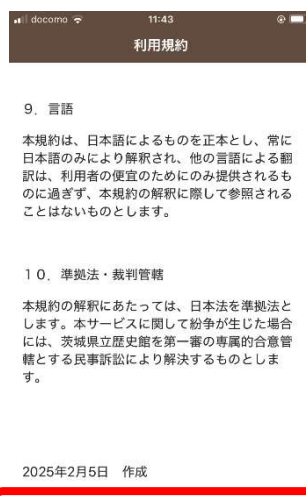 docomo 11:43
利用規約
９．言語
本規約は、日本語によるものを正本とし、常に
日本語のみにより解釈され、他の言語による翻
訳は、利用者の便宜のためにのみ提供されるも
のに過ぎず、本規約の解釈に際して参照される
ことはないものとします。
１０．準拠法・裁判管轄
本規約の解釈にあたっては、日本法を準拠法と
します。本サービスに関して紛争が生じた場合
には、茨城県立歴史館を第一審の専属的合意管
轄とする民事訴訟により解決するものとしま
す。
2025年2月5日　作成